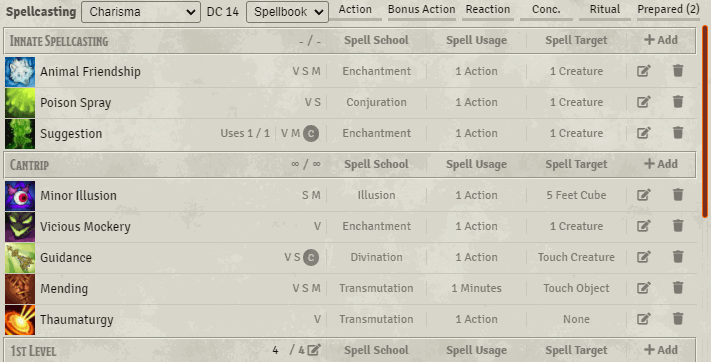 Spellcasting Charisma DC 14 Spellbook Action Bonus Action Reaction Conc. Ritual Prepared (2)
Innate Spellcasting - / - Spell School Spell Usage Spell Target Add
Animal Friendship V S M Enchantment 1 Action 1 Creature
Poison Spray V S Conjuration 1 Action 1 Creature
Suggestion Uses 1 / 1 V M C Enchantment 1 Action 1 Creature
Cantrip ∞ / ∞ Spell School Spell Usage Spell Target Add
Minor Illusion S M Illusion 1 Action 5 Feet Cube
Vicious Mockery V Enchantment 1 Action 1 Creature
Guidance V S C Divination 1 Action Touch Creature
Mending V S M Transmutation 1 Minutes Touch Object
Thaumaturgy V Transmutation 1 Action None
1st Level 4 / 4 Spell School Spell Usage Spell Target Add